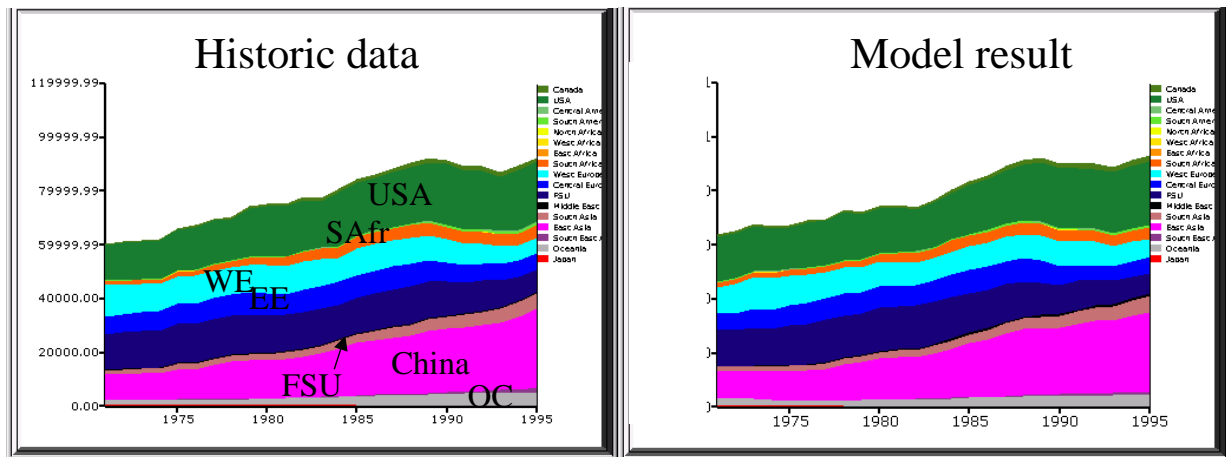 Historic data
119999.99
99999.99
79999.99
59999.99
40000.00
20000.00
0.00
1975
1980
1985
1990
1995
USA
SAfr
WE
EE
China
FSU
OC
Canada
USA
Central Ame
South Amer
North Africa
West Africa
East Africa
South Africa
West Europe
Central Euro
FSU
Middle East
South Asia
East Asia
South East A
Oceania
Japan
Model result
1975
1980
1985
1990
1995
Canada
USA
Central Ame
South Amer
North Africa
West Africa
East Africa
South Africa
West Europe
Central Euro
FSU
Middle East
South Asia
East Asia
South East A
Oceania
Japan